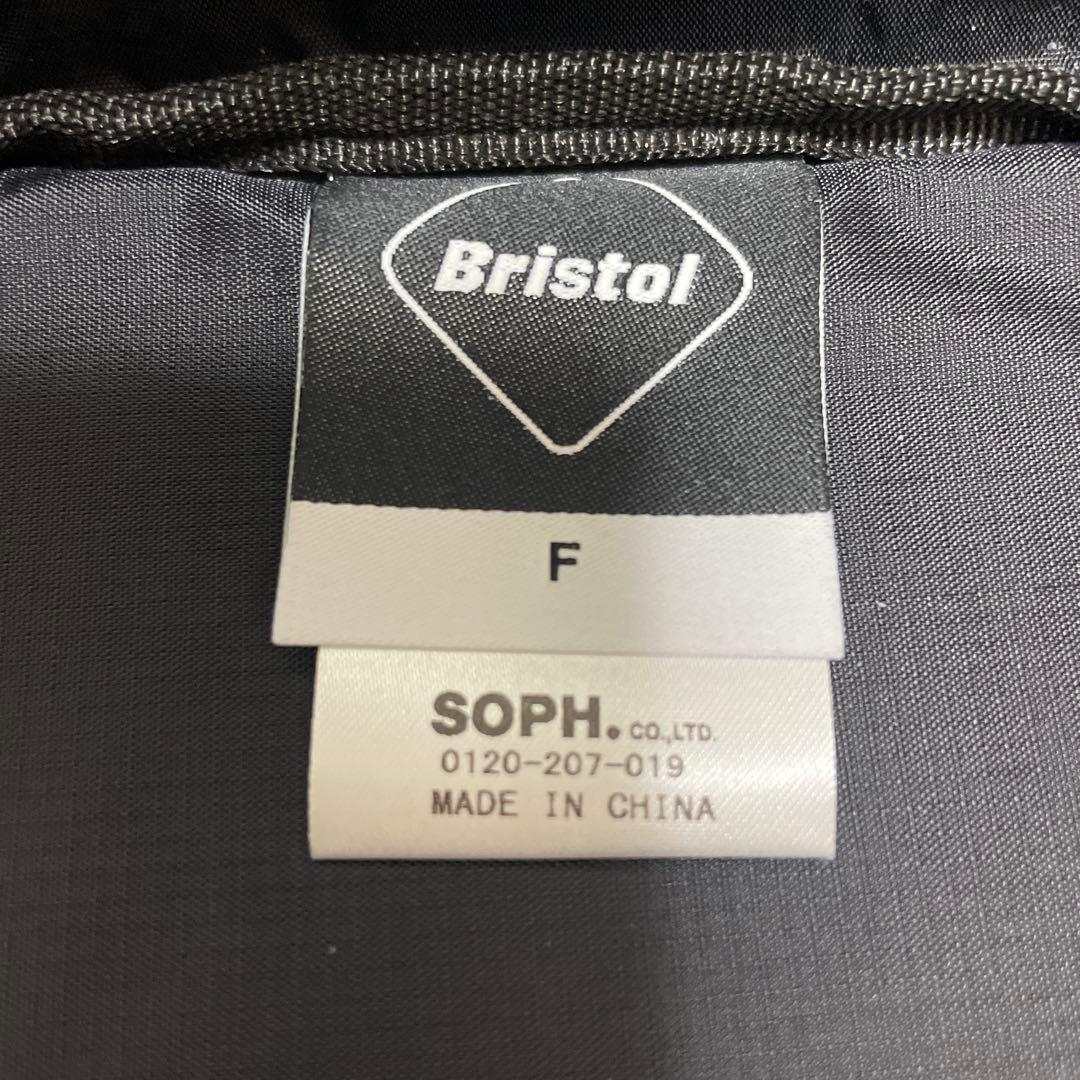 Bristol
F
SOPH. CO.,LTD.
0120-207-019
MADE IN CHINA